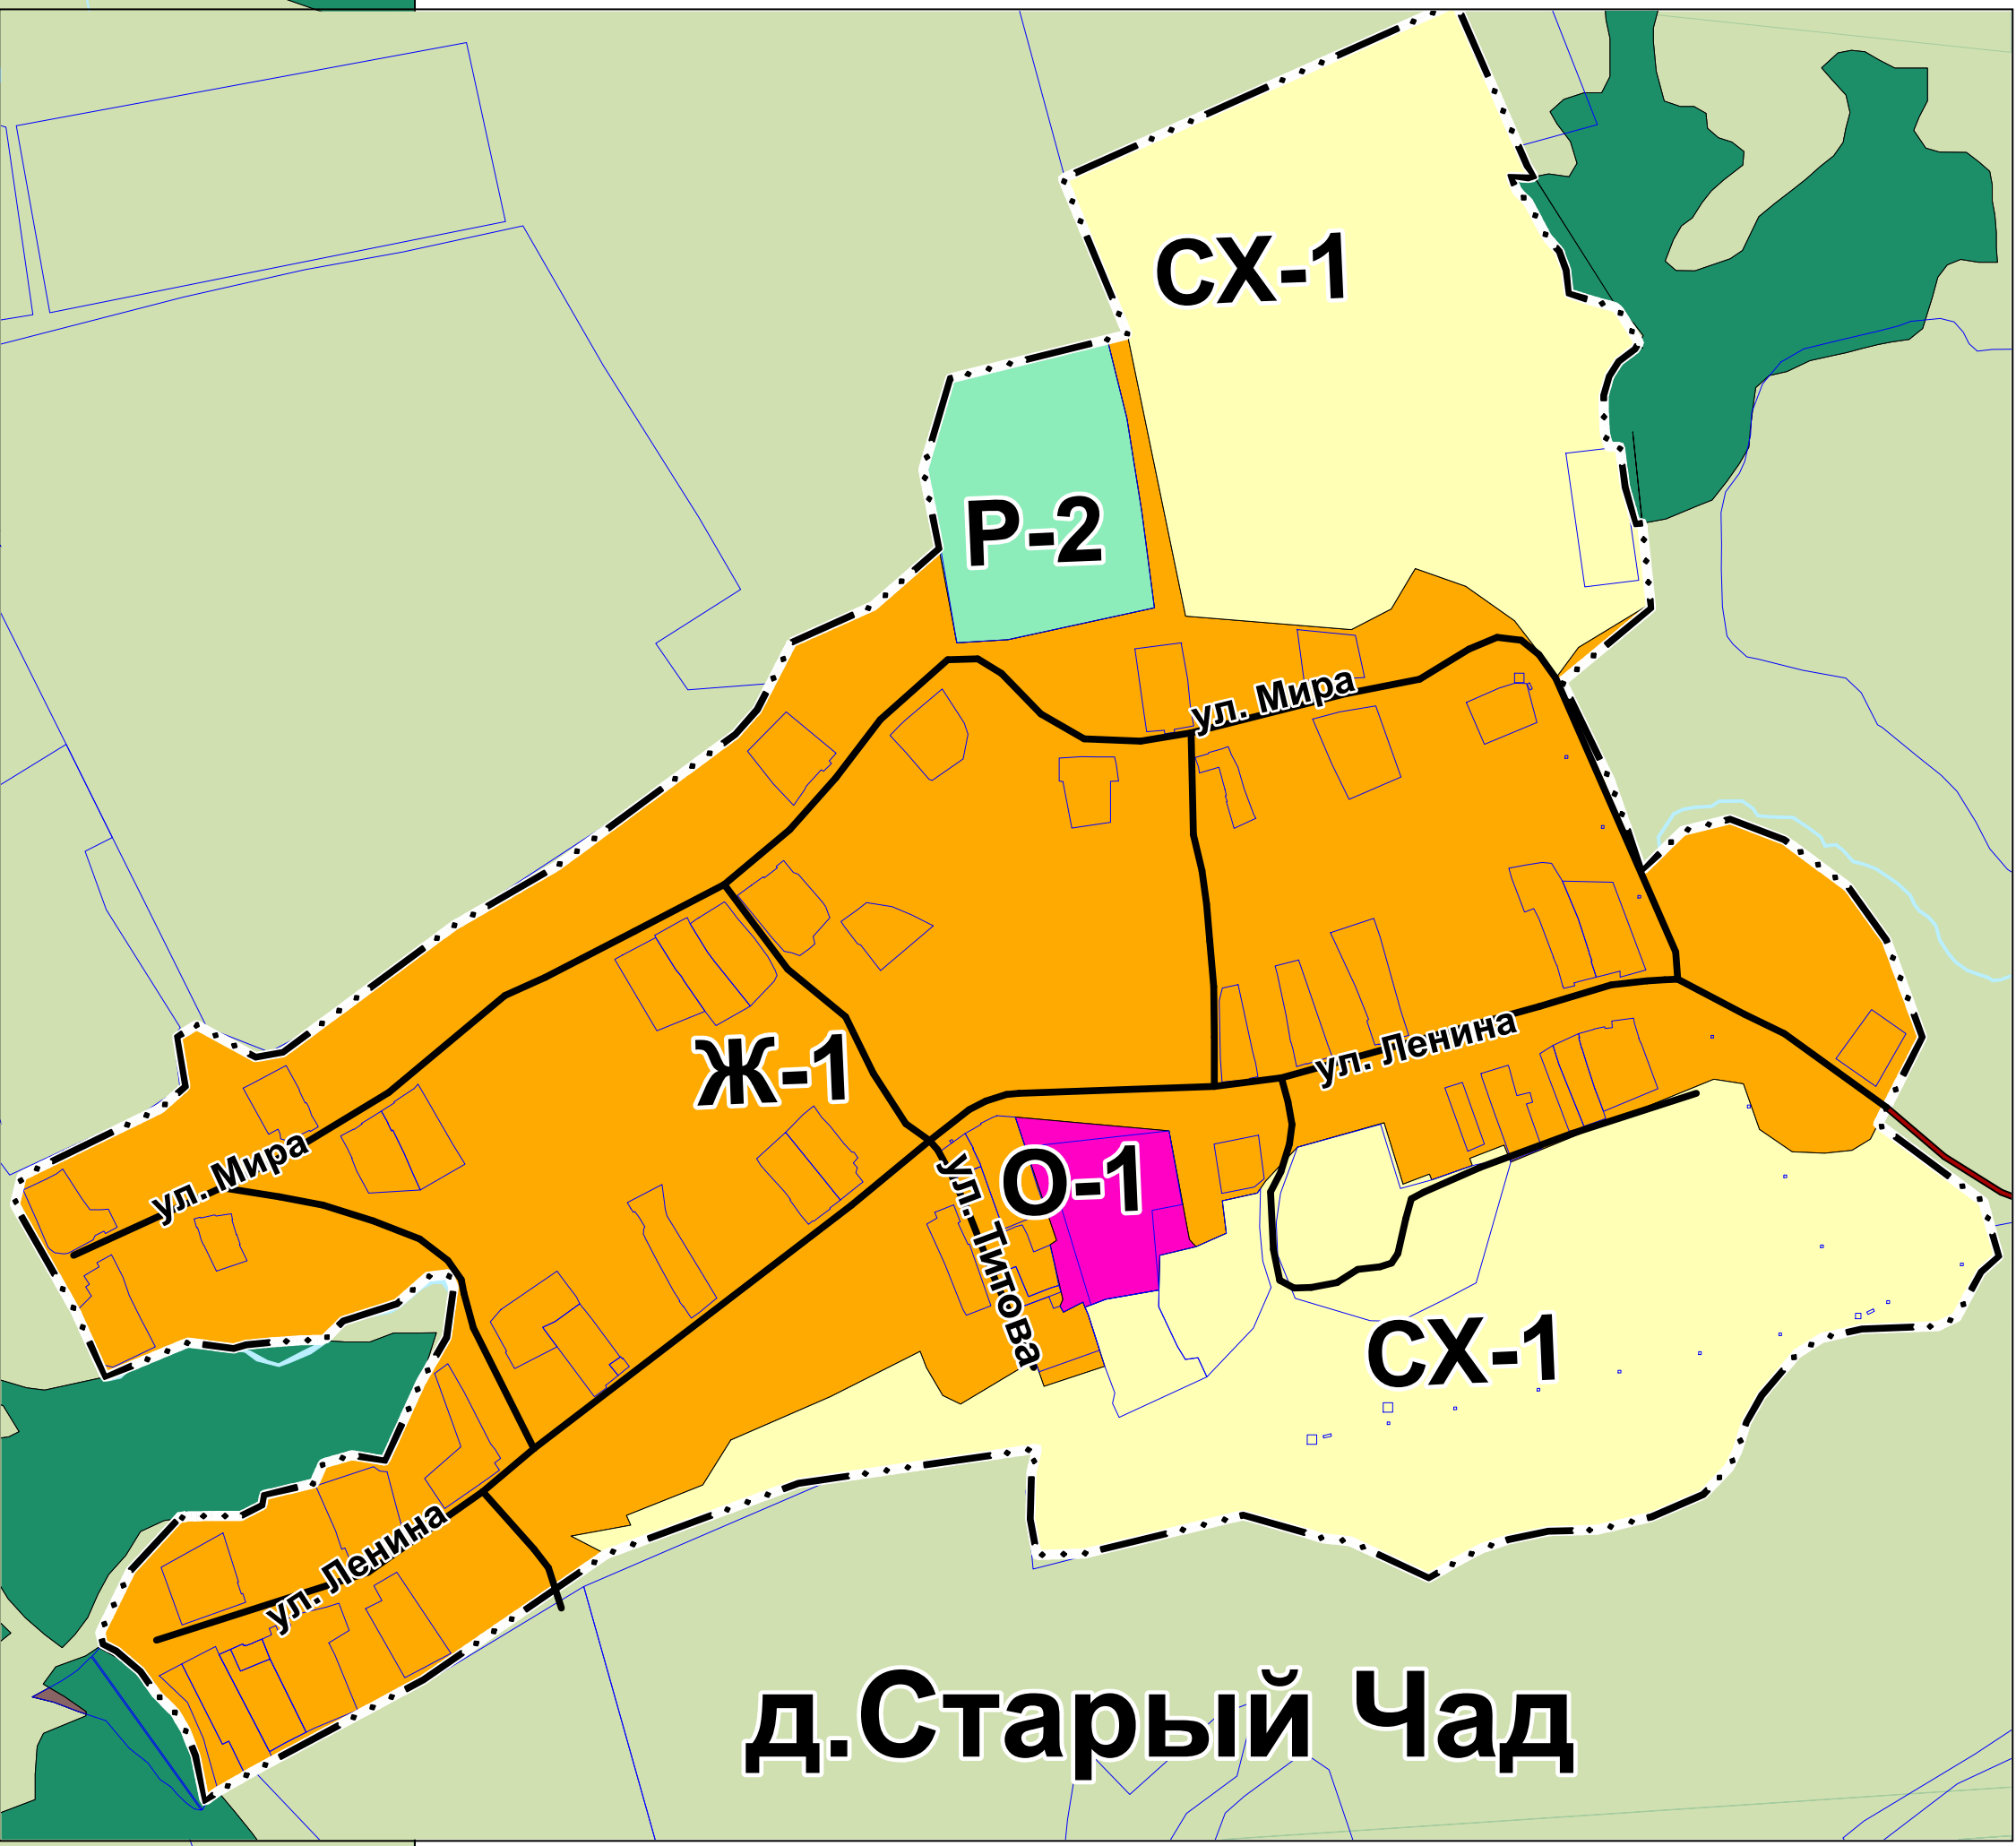 СХ-1
Р-2
ул. Мира
Ж-1
ул. Ленина
ул. Мира
О-1
ул. Титова
СХ-1
ул. Ленина
д.Старый Чад